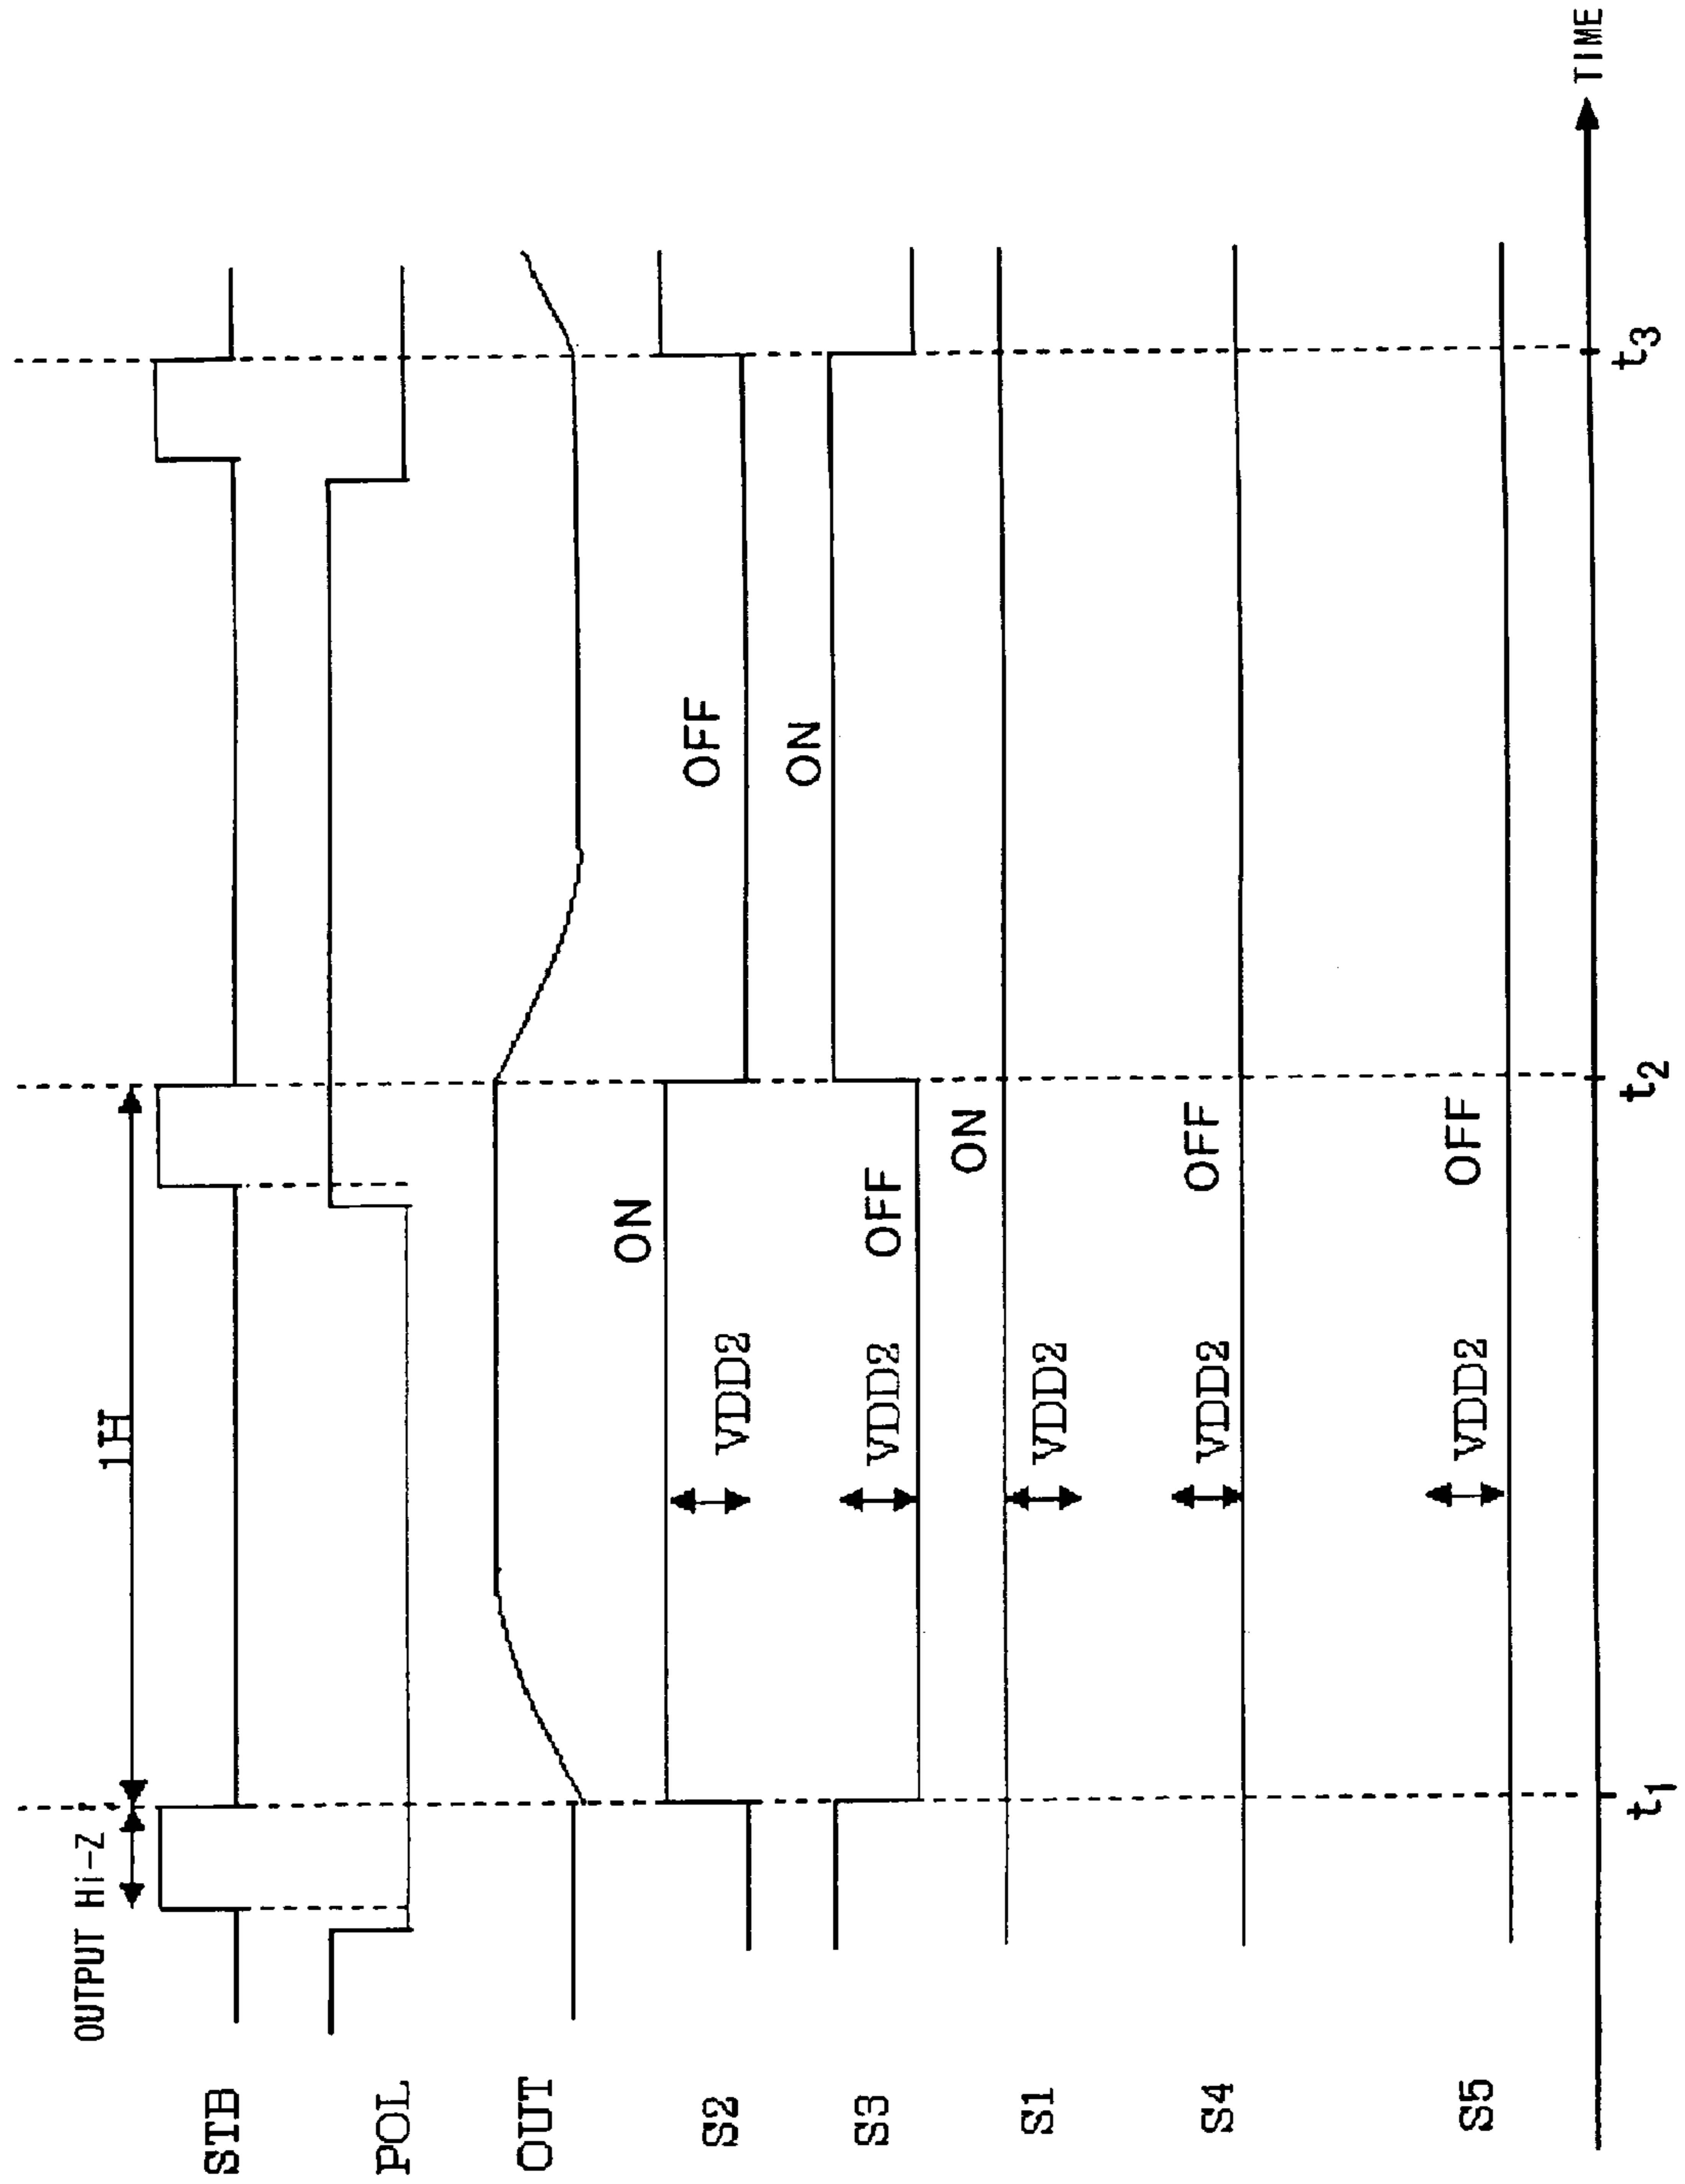 OUTPUT Hi-Z
1H
STB
POL
OUT
S2 VDD2 ON OFF
S3 VDD2 OFF ON
S1 VDD2 ON
S4 VDD2 OFF
S5 VDD2 OFF
TIME
t1 t2 t3